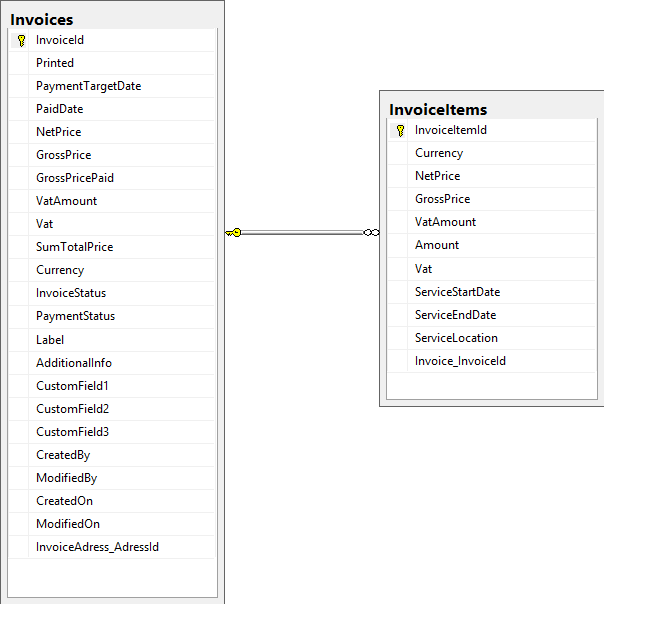 Invoices
InvoiceId
Printed
PaymentTargetDate
PaidDate
NetPrice
GrossPrice
GrossPricePaid
VatAmount
Vat
SumTotalPrice
Currency
InvoiceStatus
PaymentStatus
Label
AdditionalInfo
CustomField1
CustomField2
CustomField3
CreatedBy
ModifiedBy
CreatedOn
ModifiedOn
InvoiceAdress_AdressId
InvoiceItems
InvoiceItemId
Currency
NetPrice
GrossPrice
VatAmount
Amount
Vat
ServiceStartDate
ServiceEndDate
ServiceLocation
Invoice_InvoiceId